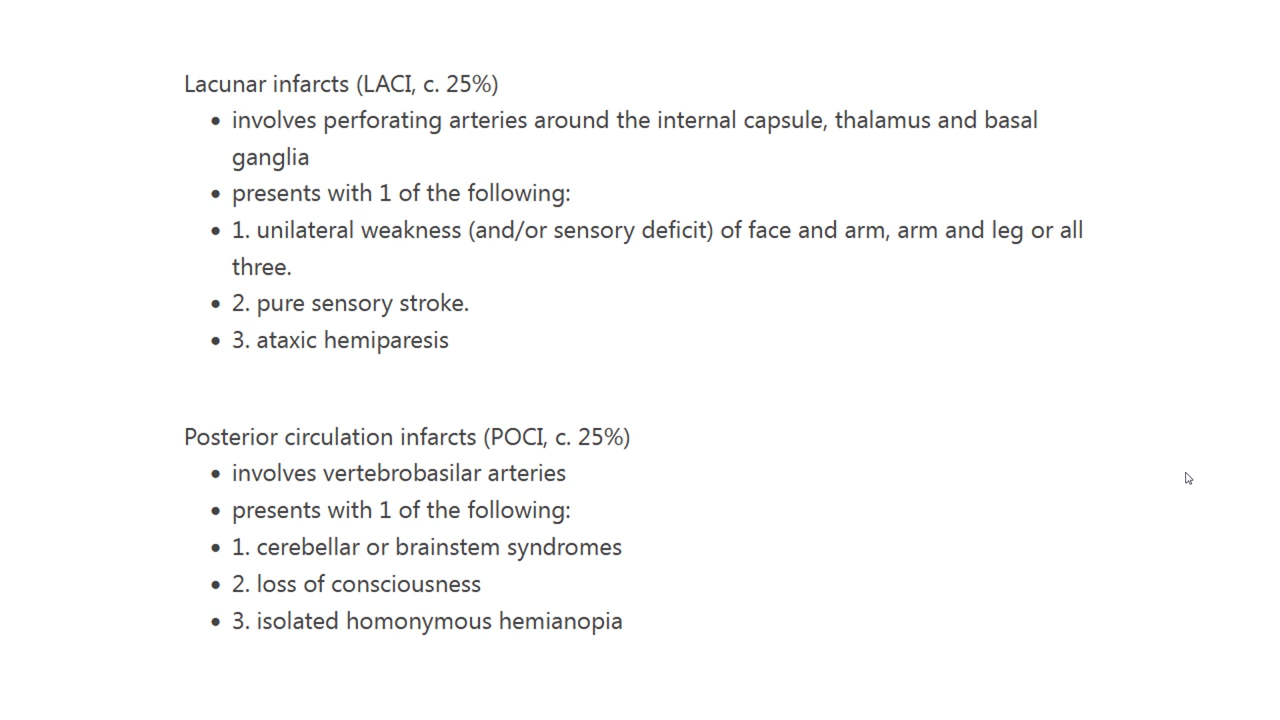 Lacunar infarcts (LACI, c. 25%)
• involves perforating arteries around the internal capsule, thalamus and basal
ganglia
• presents with 1 of the following:
• 1. unilateral weakness (and/or sensory deficit) of face and arm, arm and leg or all
three.
• 2. pure sensory stroke.
• 3. ataxic hemiparesis
Posterior circulation infarcts (POCI, c. 25%)
• involves vertebrobasilar arteries
• presents with 1 of the following:
• 1. cerebellar or brainstem syndromes
• 2. loss of consciousness
• 3. isolated homonymous hemianopia